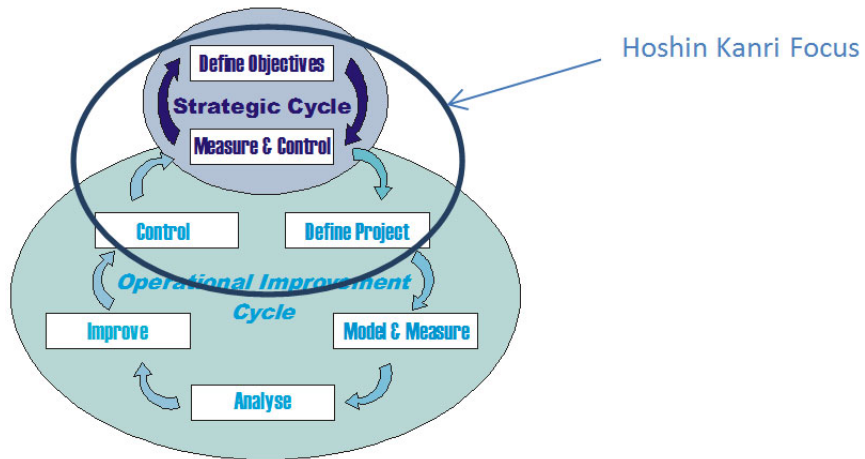 Hoshin Kanri Focus
Define Objectives
Strategic Cycle
Measure & Control
Control
Define Project
Operational Improvement
Cycle
Improve
Model & Measure
Analyse